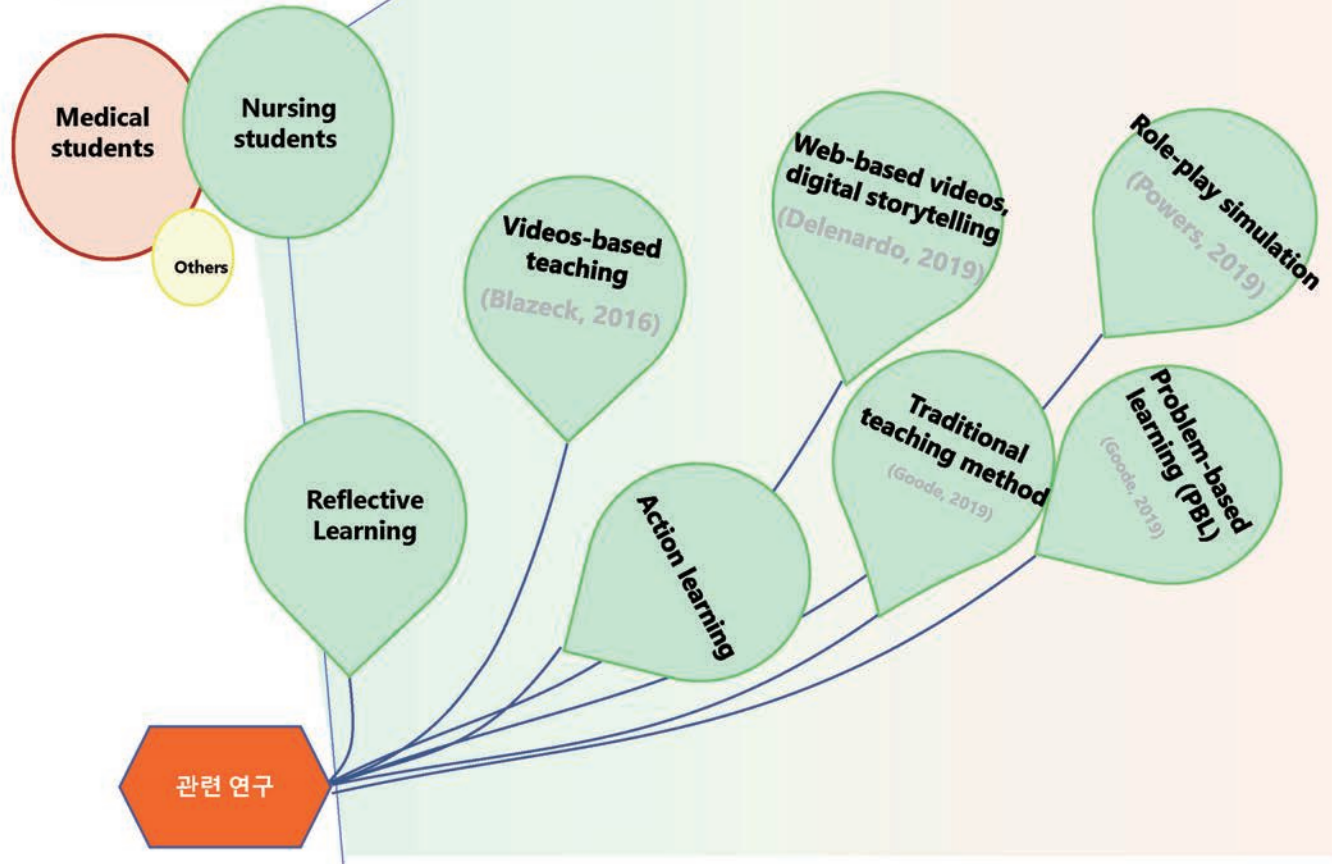 Medical
students
Nursing
students
Others
Videos-based
teaching
(Blazeck, 2016)
Web-based videos,
digital storytelling
(Delenardo, 2019)
Role-play simulation
(Powers, 2019)
Reflective
Learning
Action learning
Traditional
teaching method
(Goode, 2019)
Problem-based
learning (PBL)
(Goode, 2019)
관련 연구